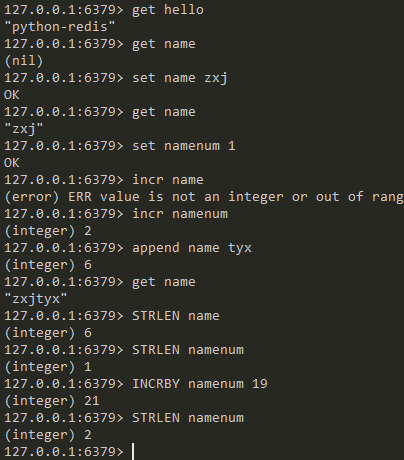 127.0.0.1:6379> get hello
"python-redis"
127.0.0.1:6379> get name
(nil)
127.0.0.1:6379> set name zxj
OK
127.0.0.1:6379> get name
"zxj"
127.0.0.1:6379> set namenum 1
OK
127.0.0.1:6379> incr name
(error) ERR value is not an integer or out of rang
127.0.0.1:6379> incr namenum
(integer) 2
127.0.0.1:6379> append name tyx
(integer) 6
127.0.0.1:6379> get name
"zxjtyx"
127.0.0.1:6379> STRLEN name
(integer) 6
127.0.0.1:6379> STRLEN namenum
(integer) 1
127.0.0.1:6379> INCRBY namenum 19
(integer) 21
127.0.0.1:6379> STRLEN namenum
(integer) 2
127.0.0.1:6379>